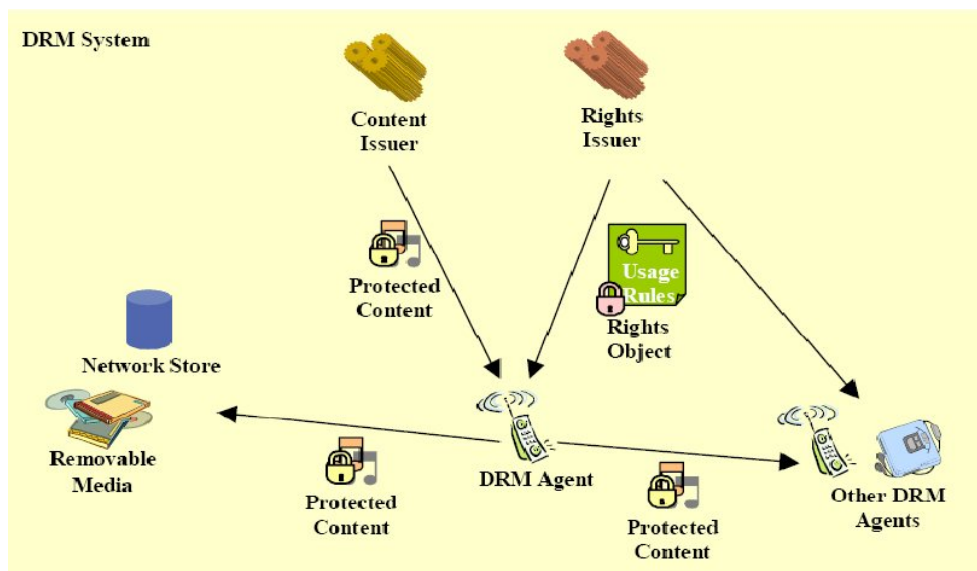 DRM System
Content
Issuer
Rights
Issuer
Protected
Content
Usage
Rules
Rights
Object
Network Store
Removable
Media
Protected
Content
DRM Agent
Protected
Content
Other DRM
Agents